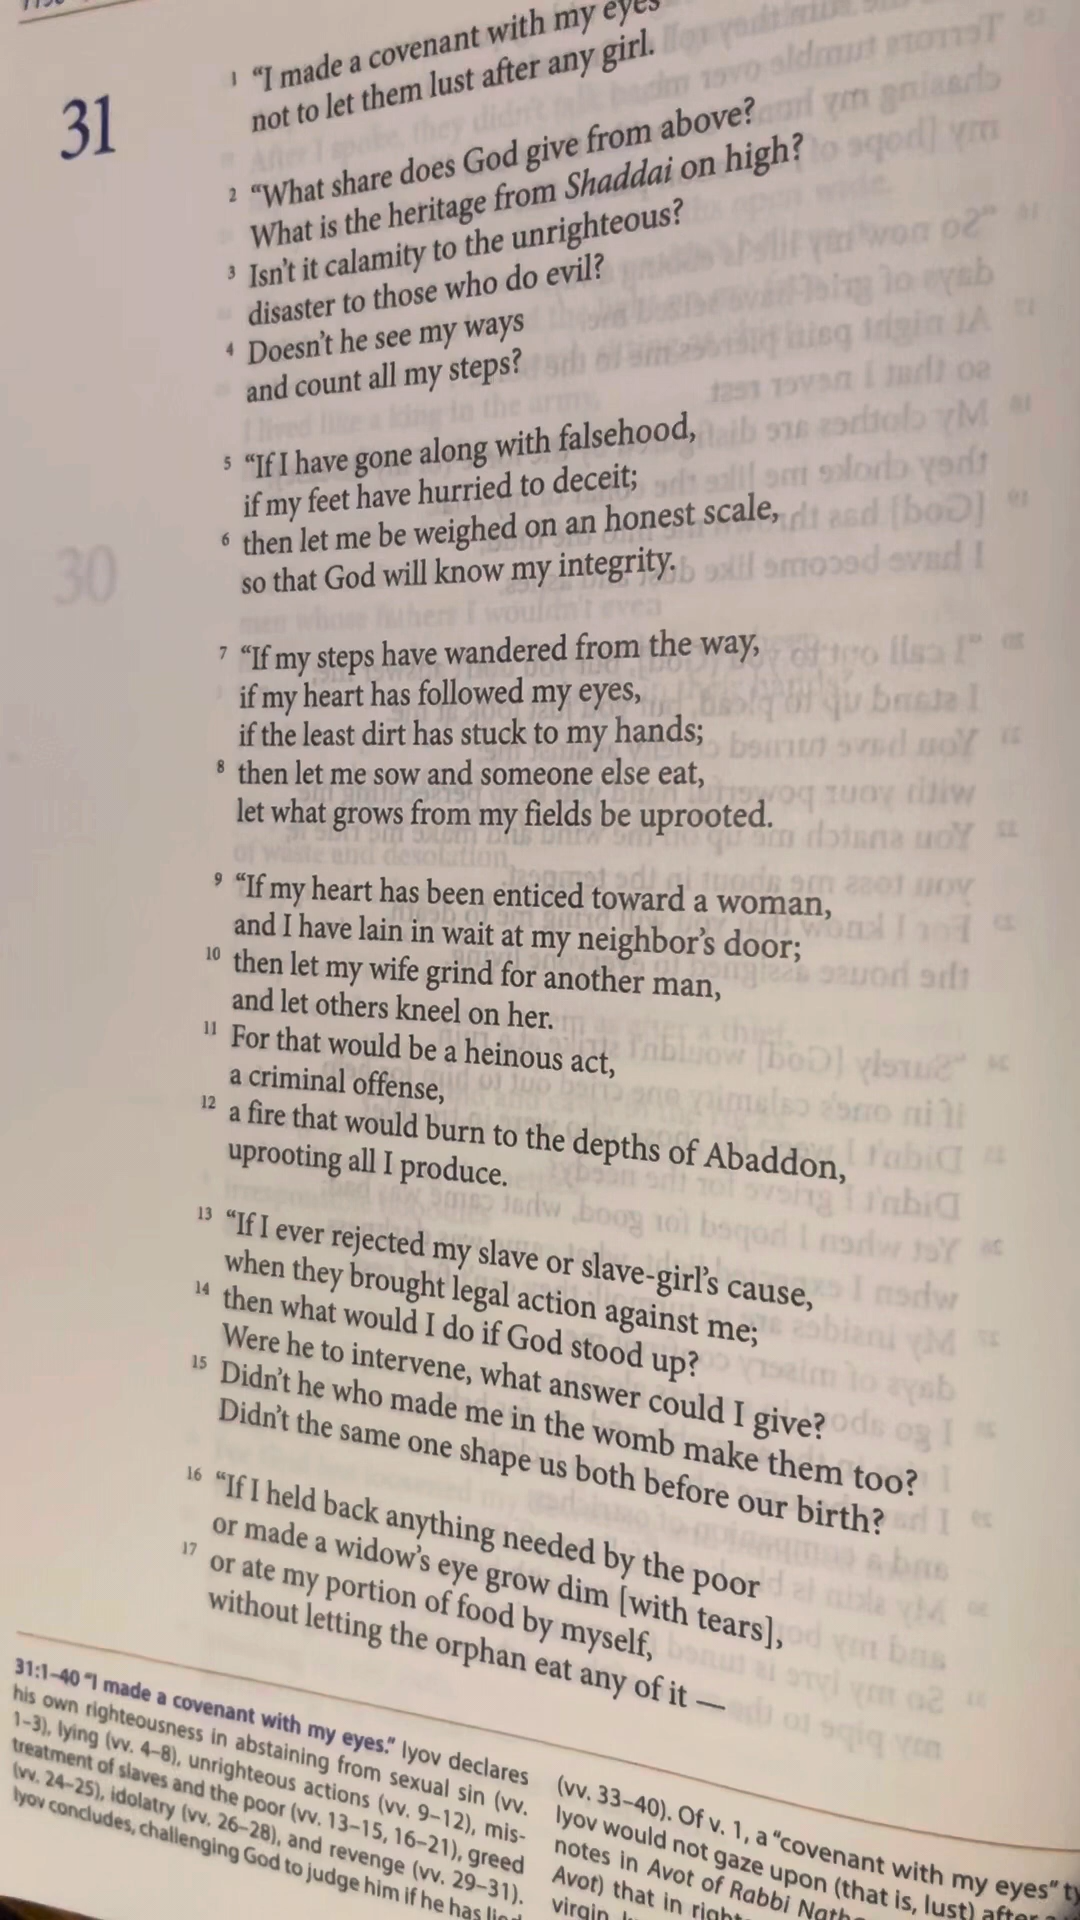 31
1 “I made a covenant with my eyes
not to let them lust after any girl.
2 “What share does God give from above?
What is the heritage from Shaddai on high?
3 Isn’t it calamity to the unrighteous?
disaster to those who do evil?
4 Doesn’t he see my ways
and count all my steps?
5 “If I have gone along with falsehood,
if my feet have hurried to deceit;
6 then let me be weighed on an honest scale,
so that God will know my integrity.
7 “If my steps have wandered from the way,
if my heart has followed my eyes,
if the least dirt has stuck to my hands;
8 then let me sow and someone else eat,
let what grows from my fields be uprooted.
9 “If my heart has been enticed toward a woman,
and I have lain in wait at my neighbor’s door;
10 then let my wife grind for another man,
and let others kneel on her.
11 For that would be a heinous act,
a criminal offense,
12 a fire that would burn to the depths of Abaddon,
uprooting all I produce.
13 “If I ever rejected my slave or slave-girl’s cause,
when they brought legal action against me;
14 then what would I do if God stood up?
Were he to intervene, what answer could I give?
15 Didn’t he who made me in the womb make them too?
Didn’t the same one shape us both before our birth?
16 “If I held back anything needed by the poor
or made a widow’s eye grow dim [with tears],
17 or ate my portion of food by myself,
without letting the orphan eat any of it —
31:1–40 “I made a covenant with my eyes.” Iyov declares
his own righteousness in abstaining from sexual sin (vv.
1–3), lying (vv. 4–8), unrighteous actions (vv. 9–12), mis-
treatment of slaves and the poor (vv. 13–15, 16–21), greed
(vv. 24–25), idolatry (vv. 26–28), and revenge (vv. 29–31).
Iyov concludes, challenging God to judge him if he has
(vv. 33–40). Of v. 1, a “covenant with my eyes”
Iyov would not gaze upon (that is, lust)
notes in Avot of Rabbi
Avot) that in
virgin